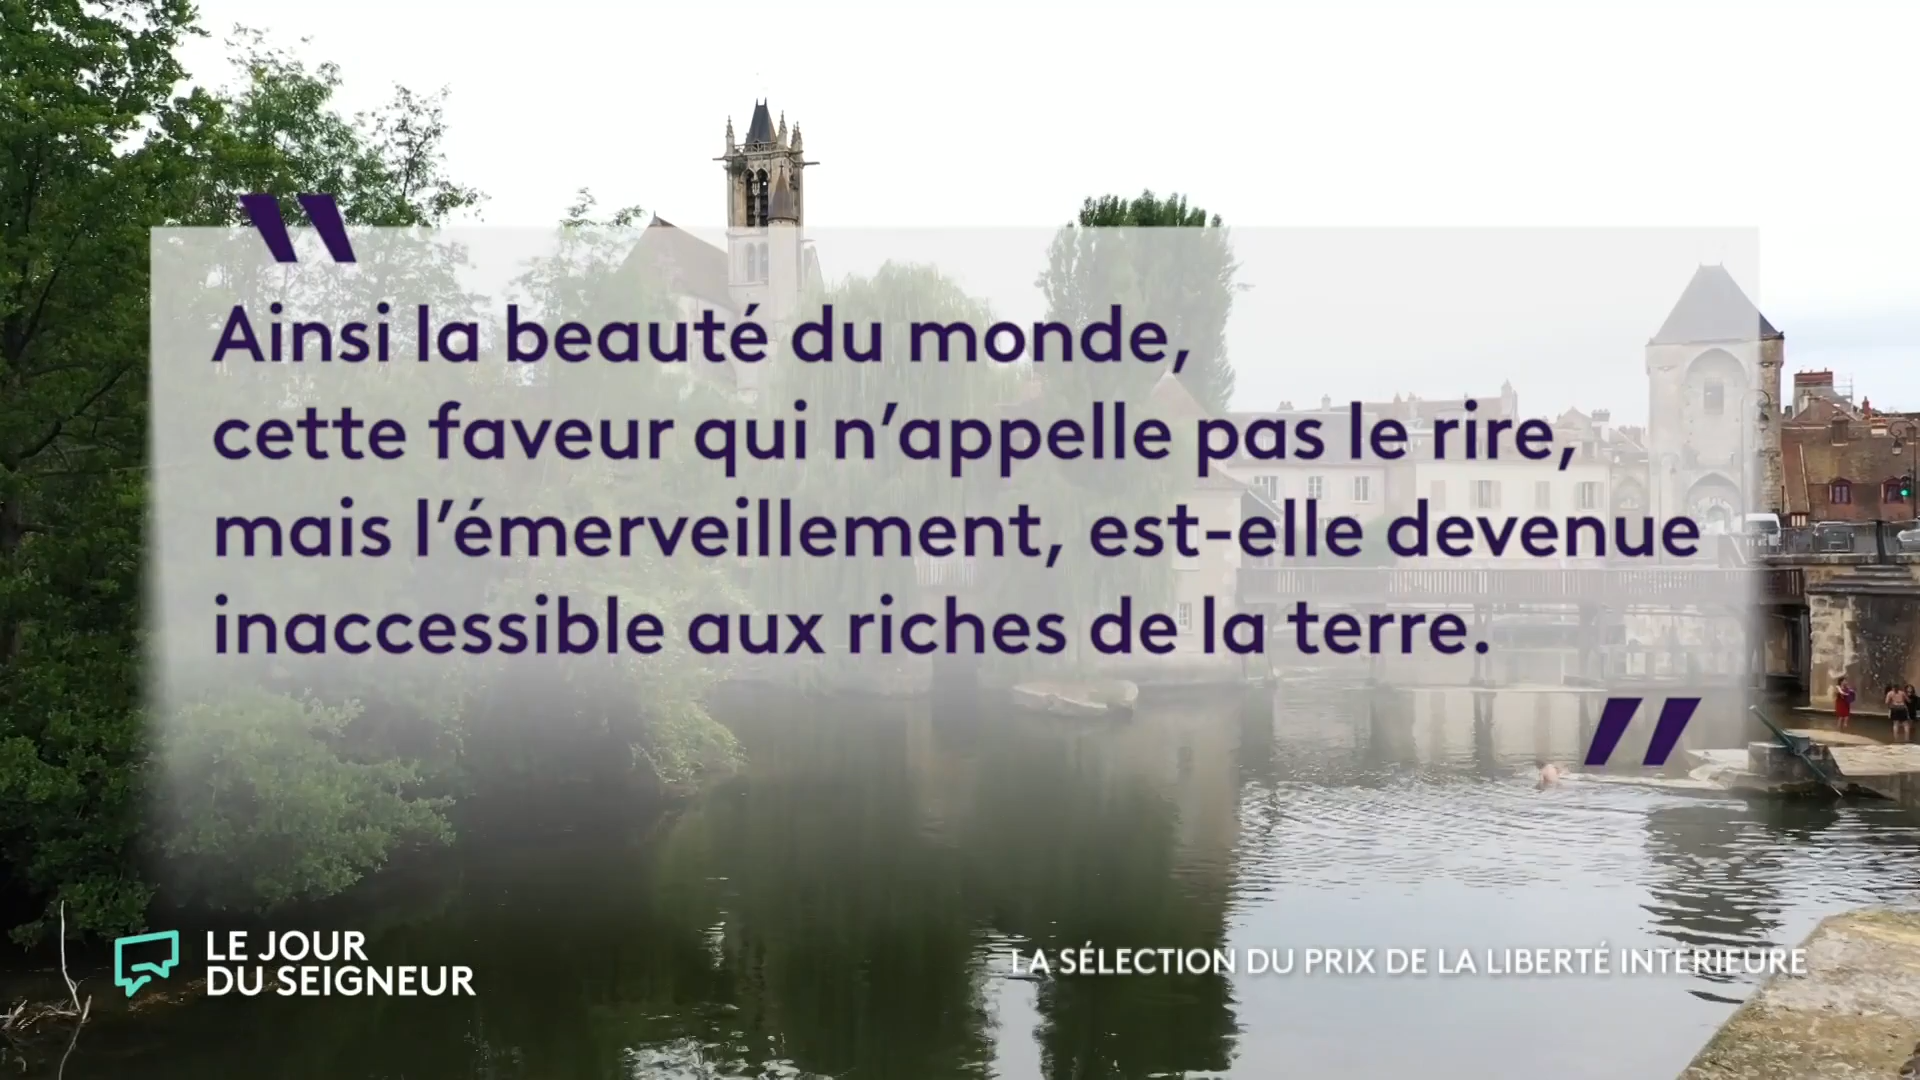 Ainsi la beauté du monde,
cette faveur qui n’appelle pas le rire,
mais l’émerveillement, est-elle devenue
inaccessible aux riches de la terre.
LE JOUR
DU SEIGNEUR
LA SÉLECTION DU PRIX DE LA LIBERTÉ INTÉRIEURE